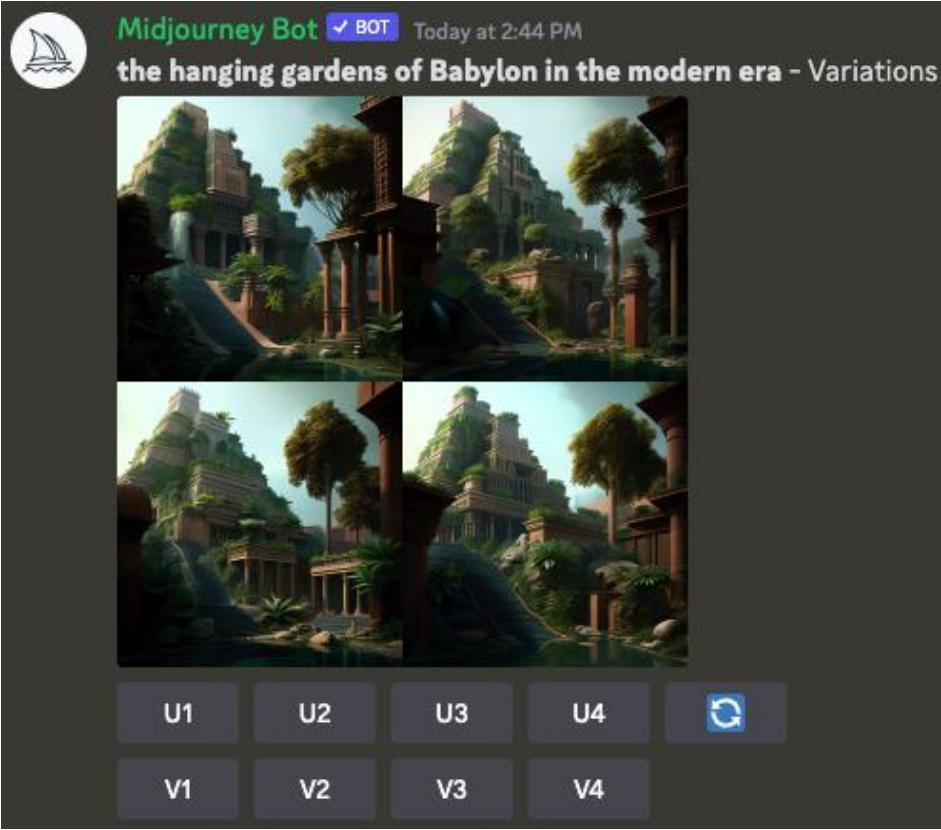 Midjourney Bot ✓ BOT Today at 2:44 PM
the hanging gardens of Babylon in the modern era - Variations
U1 U2 U3 U4
V1 V2 V3 V4